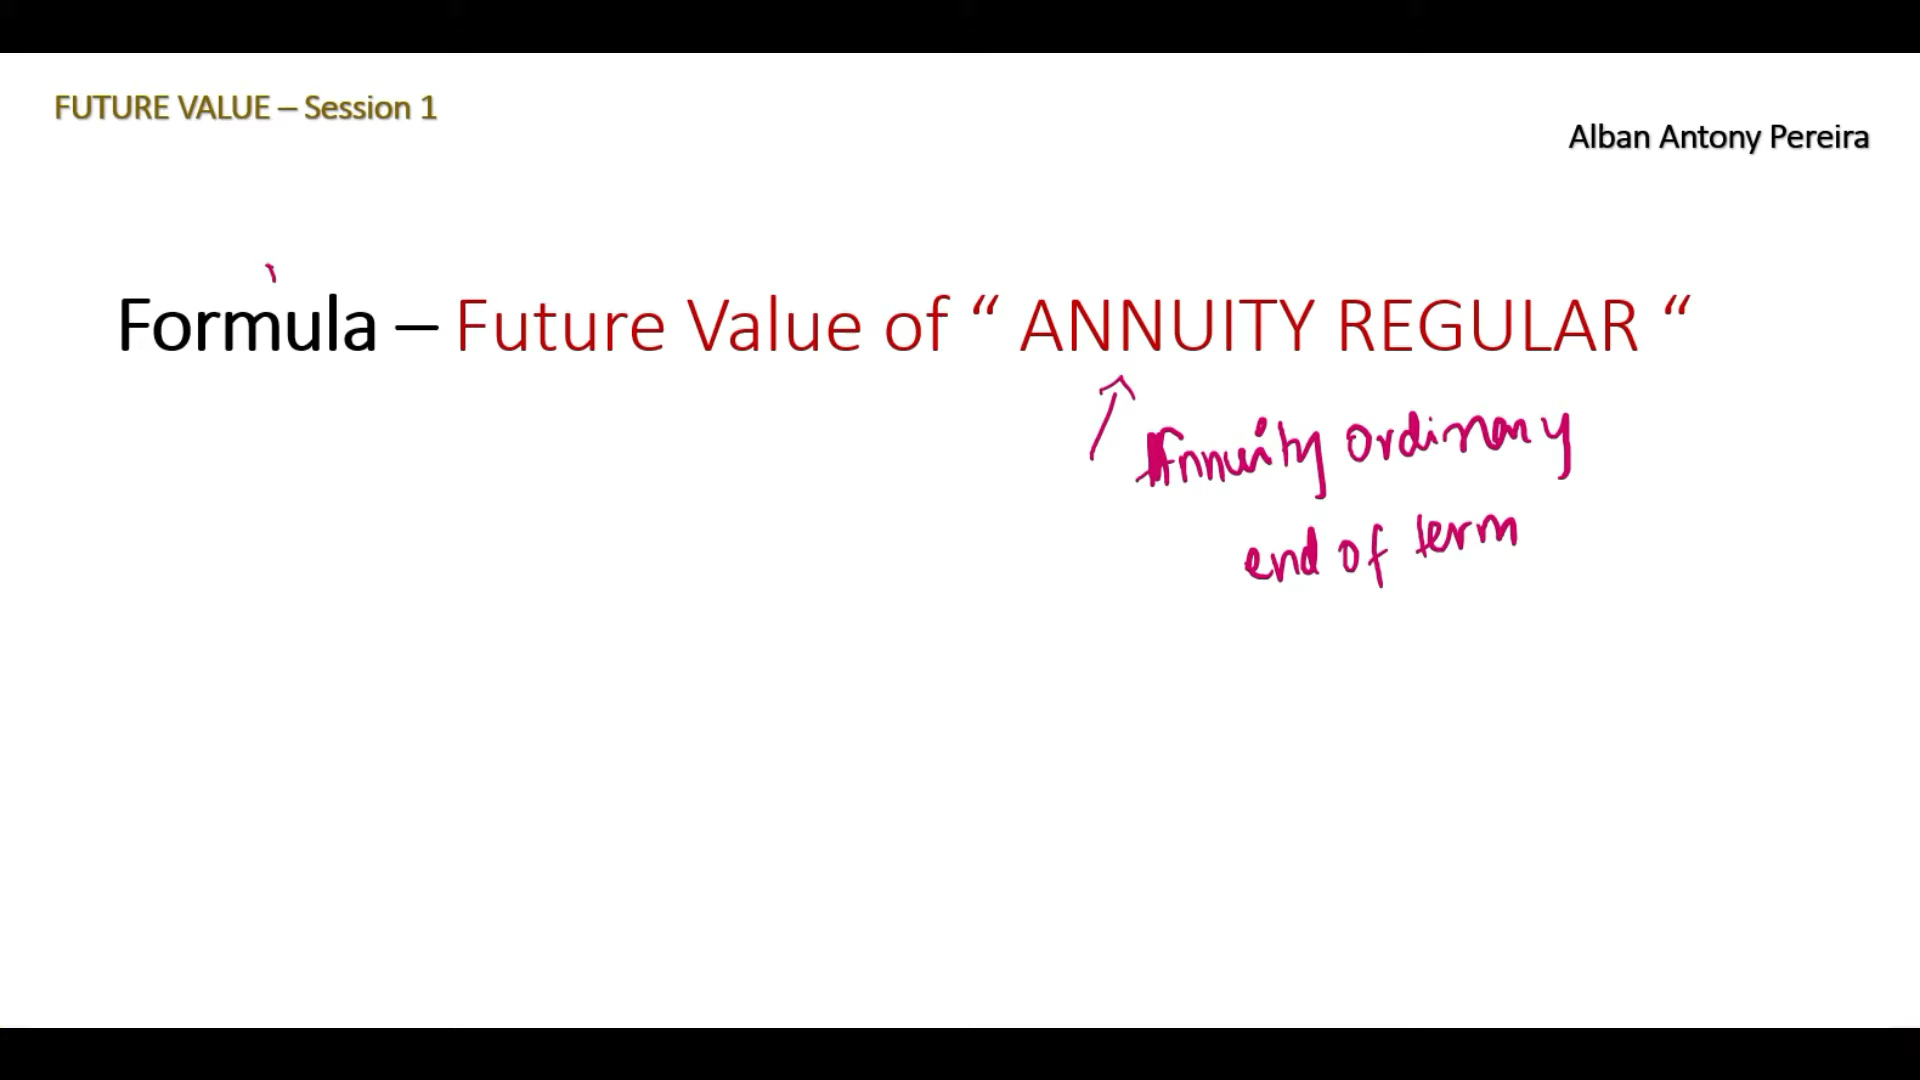 FUTURE VALUE – Session 1
Alban Antony Pereira
Formula – Future Value of “ ANNUITY REGULAR “
Annuity ordinary
end of term